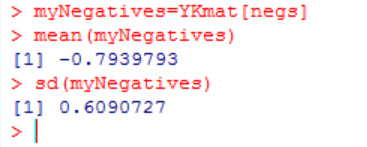 > myNegatives=YKmat[negs]
> mean(myNegatives)
[1] -0.7939793
> sd(myNegatives)
[1] 0.6090727
>